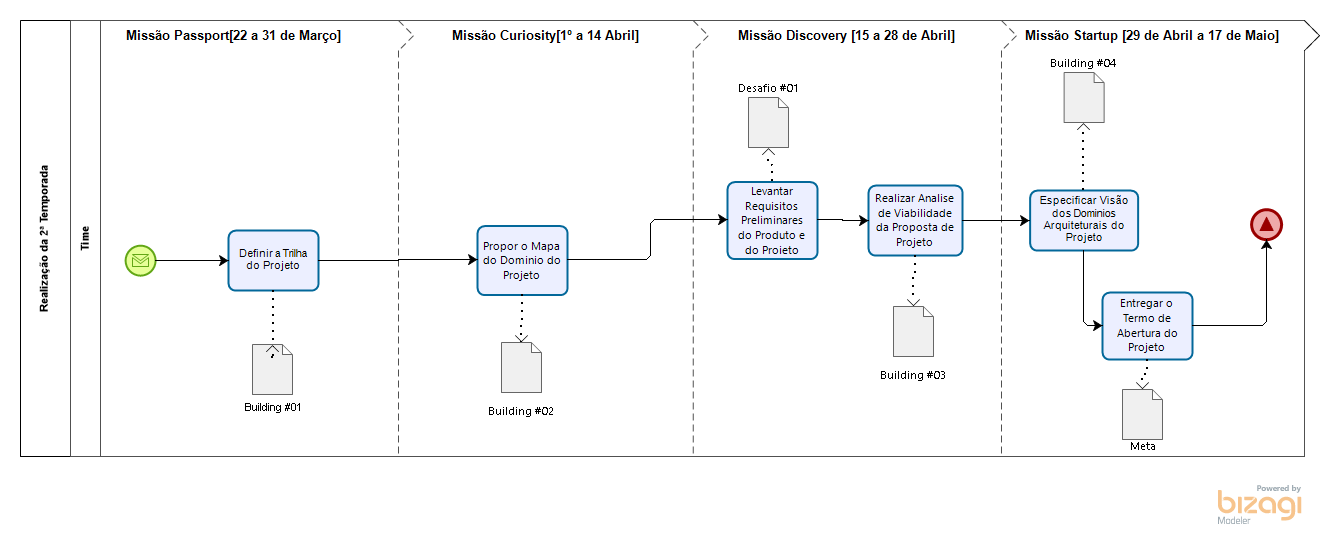 Missão Passport[22 a 31 de Março]
Missão Curiosity[1º a 14 Abril]
Missão Discovery [15 a 28 de Abril]
Missão Startup [29 de Abril a 17 de Maio]
Realização da 2ª Temporada
Time
Definir a Trilha
do Projeto
Building #01
Propor o Mapa
do Dominio do
Projeto
Building #02
Desafio #01
Levantar
Requisitos
Preliminares
do Produto e
do Projeto
Realizar Analise
de Viabilidade
da Proposta de
Projeto
Building #03
Building #04
Especificar Visão
dos Dominios
Arquiteturais do
Projeto
Entregar o
Termo de
Abertura do
Projeto
Meta
Powered by
bizagi
Modeler